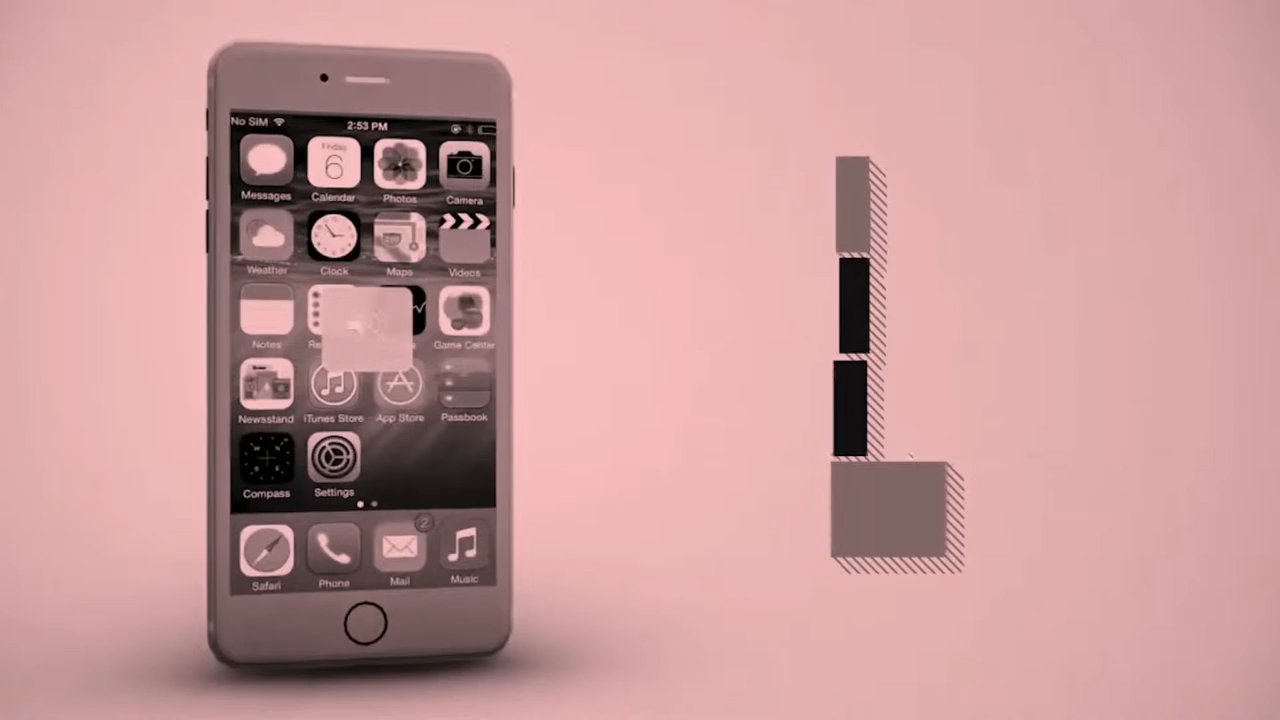 No SIM 2:53 PM
Friday
6
Messages Calendar Photos Camera
Weather Clock Maps Videos
Notes Game Center
Newsstand iTunes Store App Store Passbook
Compass Settings
2
Safari Phone Mail Music